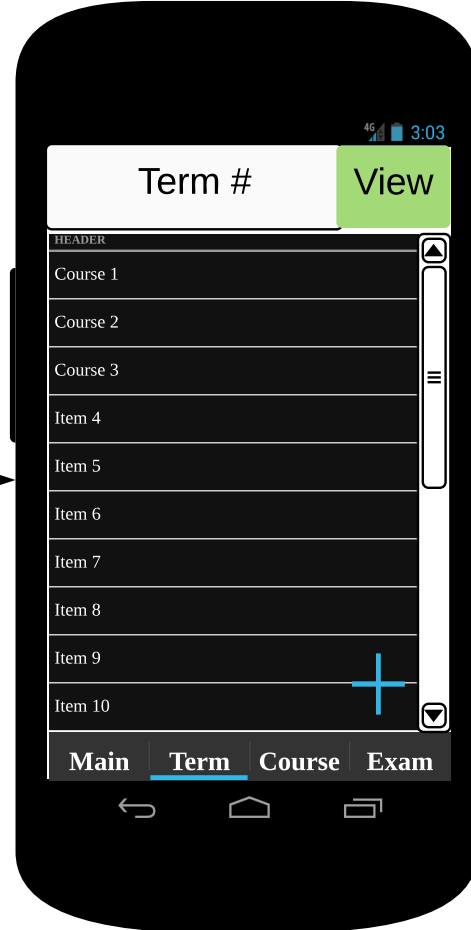 4G 3:03
Term # View
HEADER
Course 1
Course 2
Course 3
Item 4
Item 5
Item 6
Item 7
Item 8
Item 9
Item 10
Main Term Course Exam